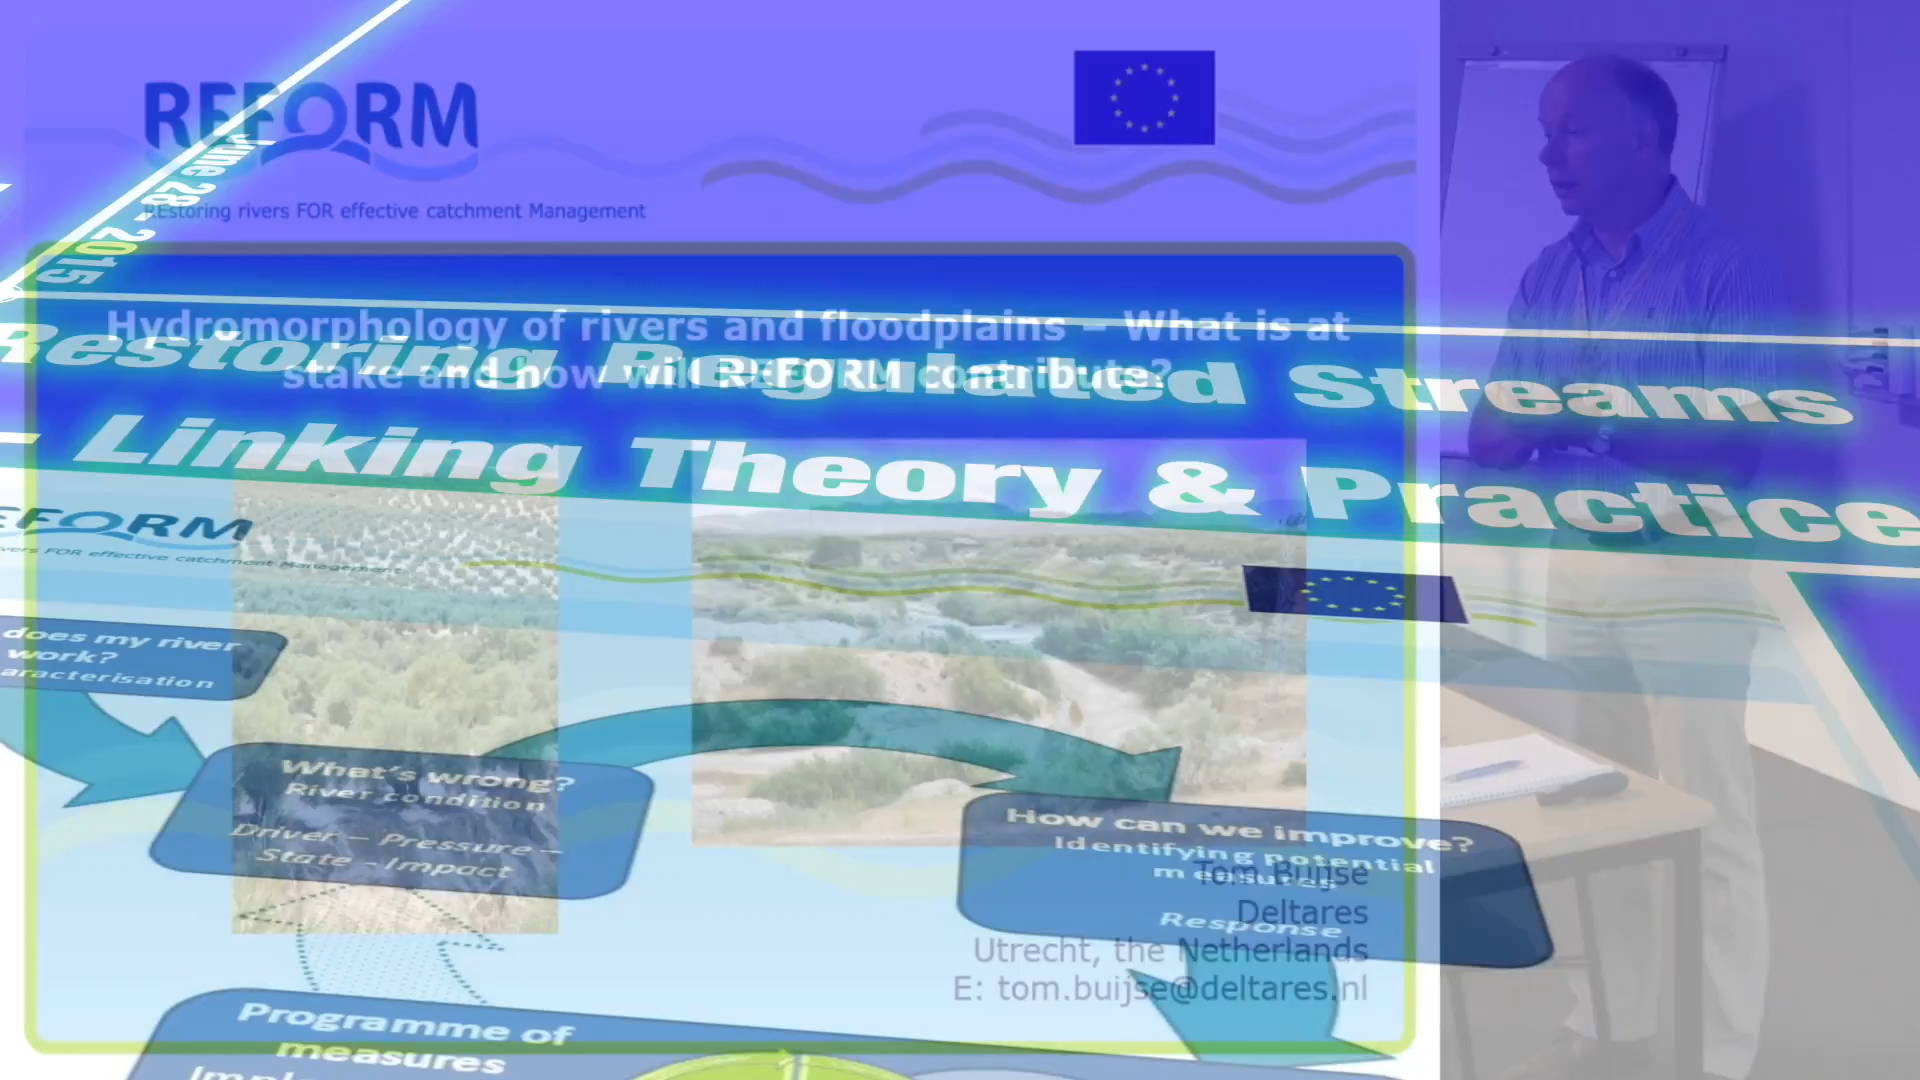 REFORM
REstoring rivers FOR effective catchment Management
June 28 - 2015
Hydromorphology of rivers and floodplains – What is at
stake and how will REFORM contribute?
Restoring Regulated Streams
– Linking Theory & Practice
EFORM
vers FOR effective catchment Management
does my river
work?
aracterisation
What's wrong?
River condition
Driver – Pressure –
State - Impact
How can we improve?
Identifying potential
measures
Response
Tom Buijse
Deltares
Utrecht, the Netherlands
E: tom.buijse@deltares.nl
Programme of
measures